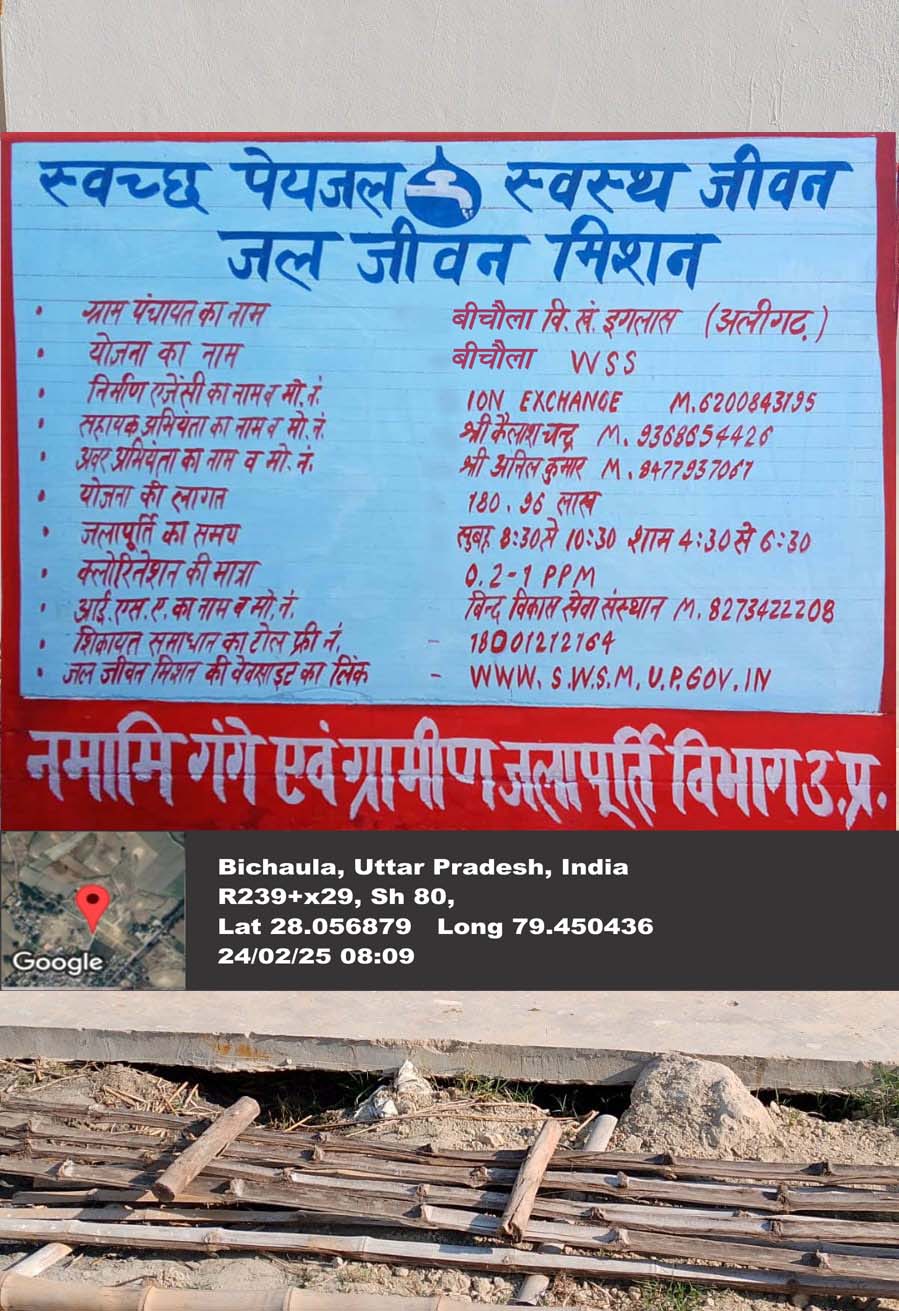 स्वच्छ पेयजल स्वस्थ जीवन
जल जीवन मिशन
• ग्राम पंचायत का नाम बीचौला वि. खं. इगलास (अलीगढ़)
• योजना का नाम बीचौला WSS
• निर्माण एजेंसी का नाम व मो. नं. ION EXCHANGE M. 6200843195
• सहायक अभियंता का नाम व मो. नं. श्री कैलाश चन्द्र M. 9368654426
• अवर अभियंता का नाम व मो. नं. श्री अनिल कुमार M. 8477937067
• योजना की लागत 180.96 लाख
• जलापूर्ति का समय सुबह 8:30 से 10:30 शाम 4:30 से 6:30
• क्लोरिनेशन की मात्रा 0.2-1 PPM
• आई. एस. ए. का नाम व मो. नं. बिन्द विकास सेवा संस्थान M. 8273422208
• शिकायत समाधान का टोल फ्री नं. - 18001212164
• जल जीवन मिशन की वेबसाइट का लिंक - WWW.S.W.S.M.U.P.GOV.IN
नमामि गंगे एवं ग्रामीण जलापूर्ति विभाग उ.प्र.
Bichaula, Uttar Pradesh, India
R239+x29, Sh 80,
Lat 28.056879 Long 79.450436
24/02/25 08:09
Google